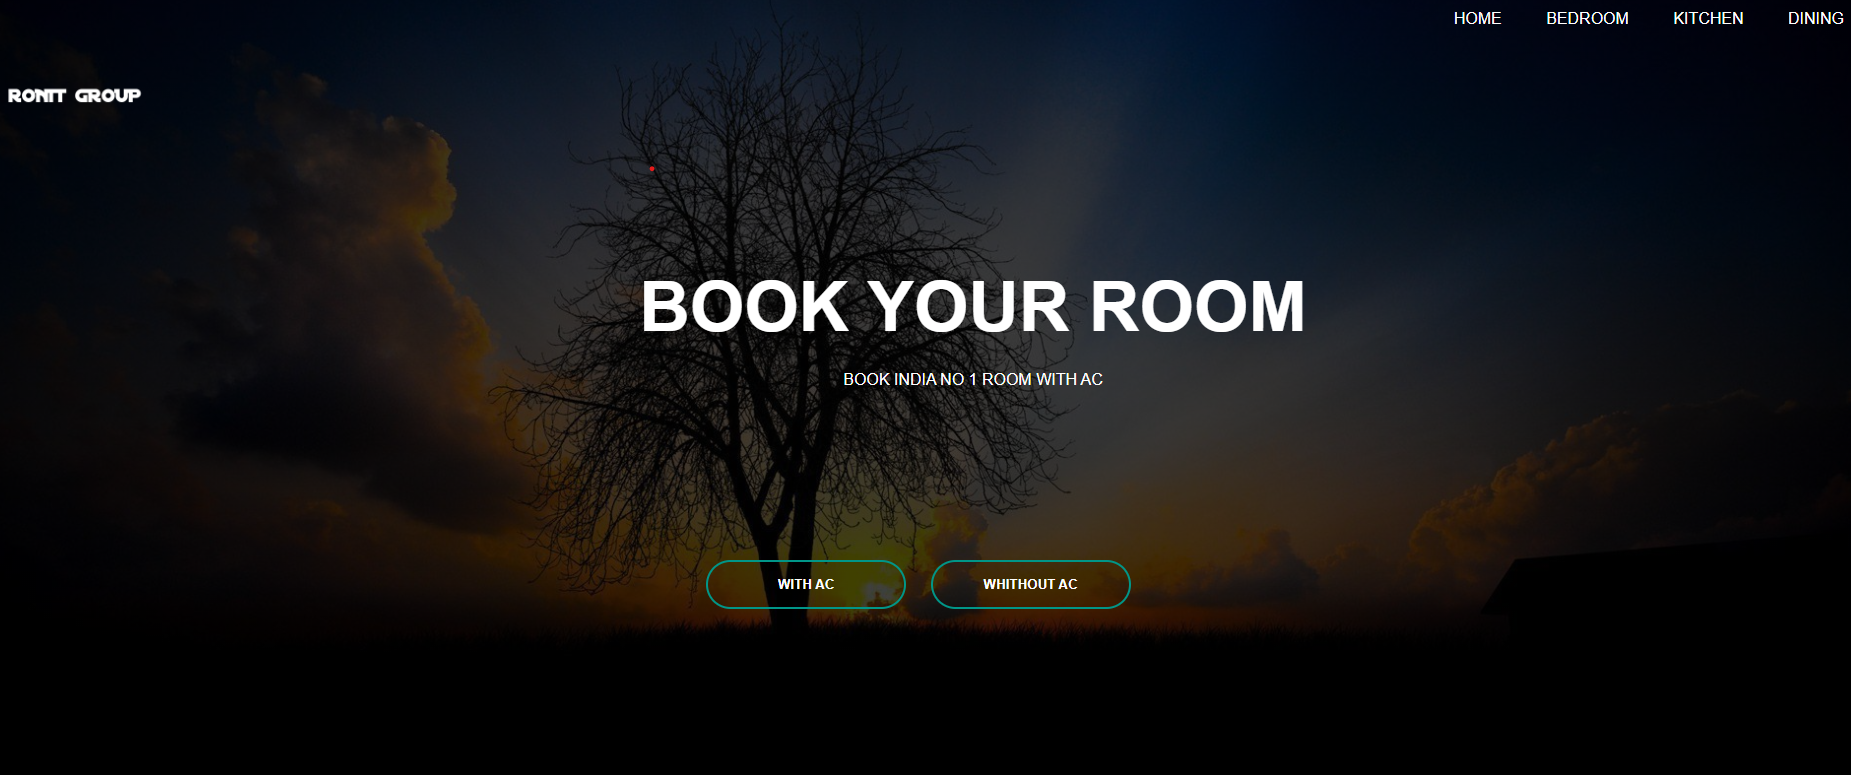 HOME BEDROOM KITCHEN DINING
RONIT GROUP
BOOK YOUR ROOM
BOOK INDIA NO 1 ROOM WITH AC
WITH AC
WHITHOUT AC